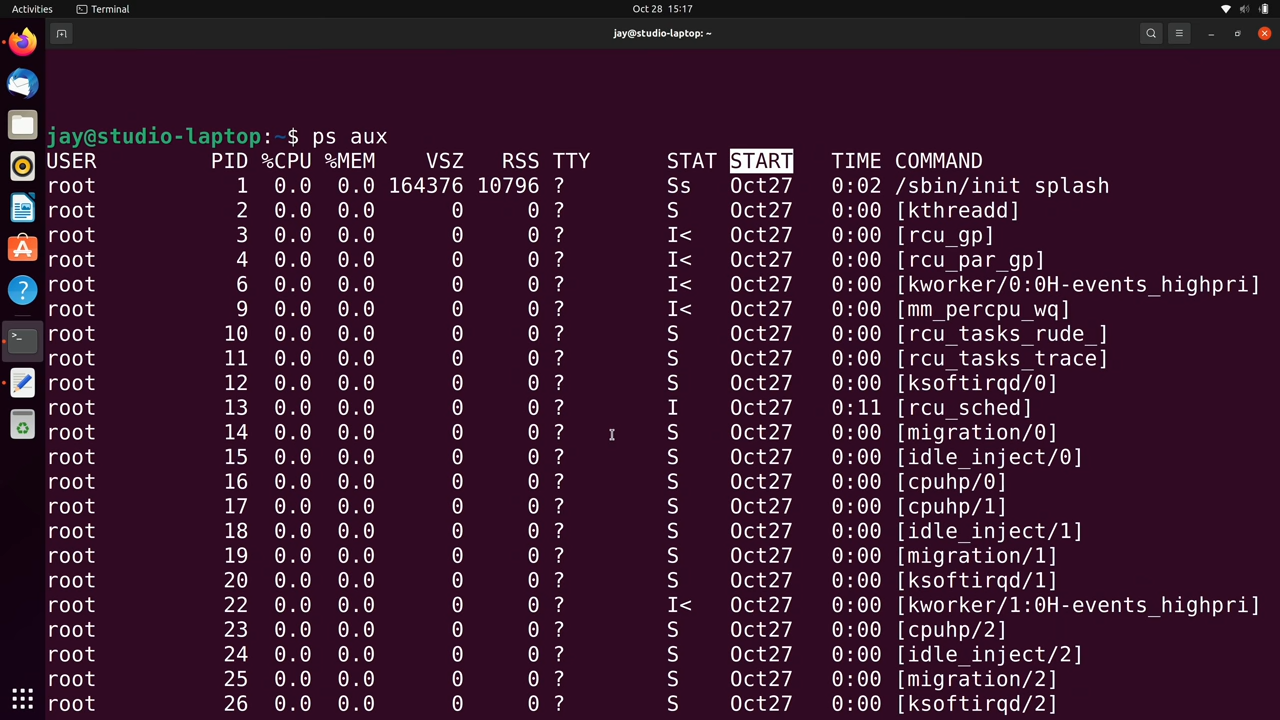 Activities Terminal Oct 28 15:17
jay@studio-laptop: ~
jay@studio-laptop:~$ ps aux
USER PID %CPU %MEM VSZ RSS TTY STAT START TIME COMMAND
root 1 0.0 0.0 164376 10796 ? Ss Oct27 0:02 /sbin/init splash
root 2 0.0 0.0 0 0 ? S Oct27 0:00 [kthreadd]
root 3 0.0 0.0 0 0 ? I< Oct27 0:00 [rcu_gp]
root 4 0.0 0.0 0 0 ? I< Oct27 0:00 [rcu_par_gp]
root 6 0.0 0.0 0 0 ? I< Oct27 0:00 [kworker/0:0H-events_highpri]
root 9 0.0 0.0 0 0 ? I< Oct27 0:00 [mm_percpu_wq]
root 10 0.0 0.0 0 0 ? S Oct27 0:00 [rcu_tasks_rude_]
root 11 0.0 0.0 0 0 ? S Oct27 0:00 [rcu_tasks_trace]
root 12 0.0 0.0 0 0 ? S Oct27 0:00 [ksoftirqd/0]
root 13 0.0 0.0 0 0 ? I Oct27 0:11 [rcu_sched]
root 14 0.0 0.0 0 0 ? S Oct27 0:00 [migration/0]
root 15 0.0 0.0 0 0 ? S Oct27 0:00 [idle_inject/0]
root 16 0.0 0.0 0 0 ? S Oct27 0:00 [cpuhp/0]
root 17 0.0 0.0 0 0 ? S Oct27 0:00 [cpuhp/1]
root 18 0.0 0.0 0 0 ? S Oct27 0:00 [idle_inject/1]
root 19 0.0 0.0 0 0 ? S Oct27 0:00 [migration/1]
root 20 0.0 0.0 0 0 ? S Oct27 0:00 [ksoftirqd/1]
root 22 0.0 0.0 0 0 ? I< Oct27 0:00 [kworker/1:0H-events_highpri]
root 23 0.0 0.0 0 0 ? S Oct27 0:00 [cpuhp/2]
root 24 0.0 0.0 0 0 ? S Oct27 0:00 [idle_inject/2]
root 25 0.0 0.0 0 0 ? S Oct27 0:00 [migration/2]
root 26 0.0 0.0 0 0 ? S Oct27 0:00 [ksoftirqd/2]